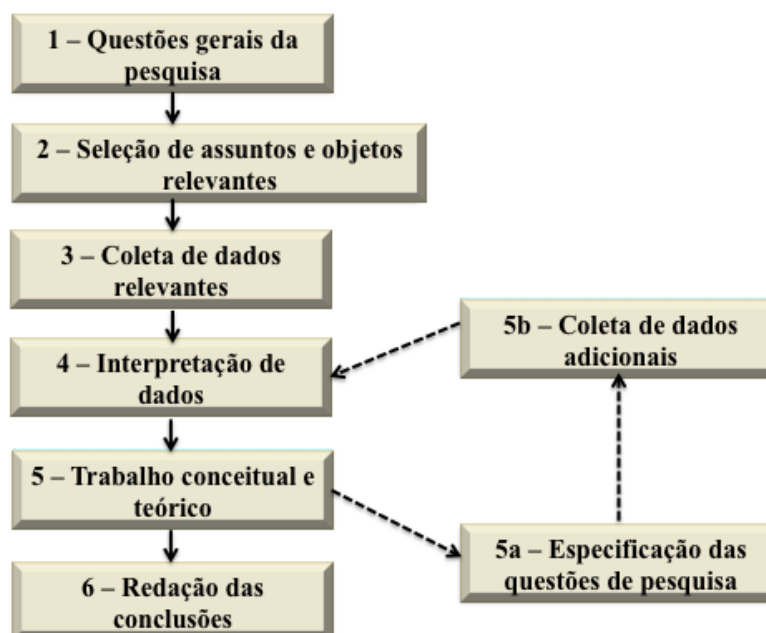 1 – Questões gerais da
pesquisa
2 – Seleção de assuntos e objetos
relevantes
3 – Coleta de dados
relevantes
4 – Interpretação de
dados
5 – Trabalho conceitual e
teórico
6 – Redação das
conclusões
5b – Coleta de dados
adicionais
5a – Especificação das
questões de pesquisa